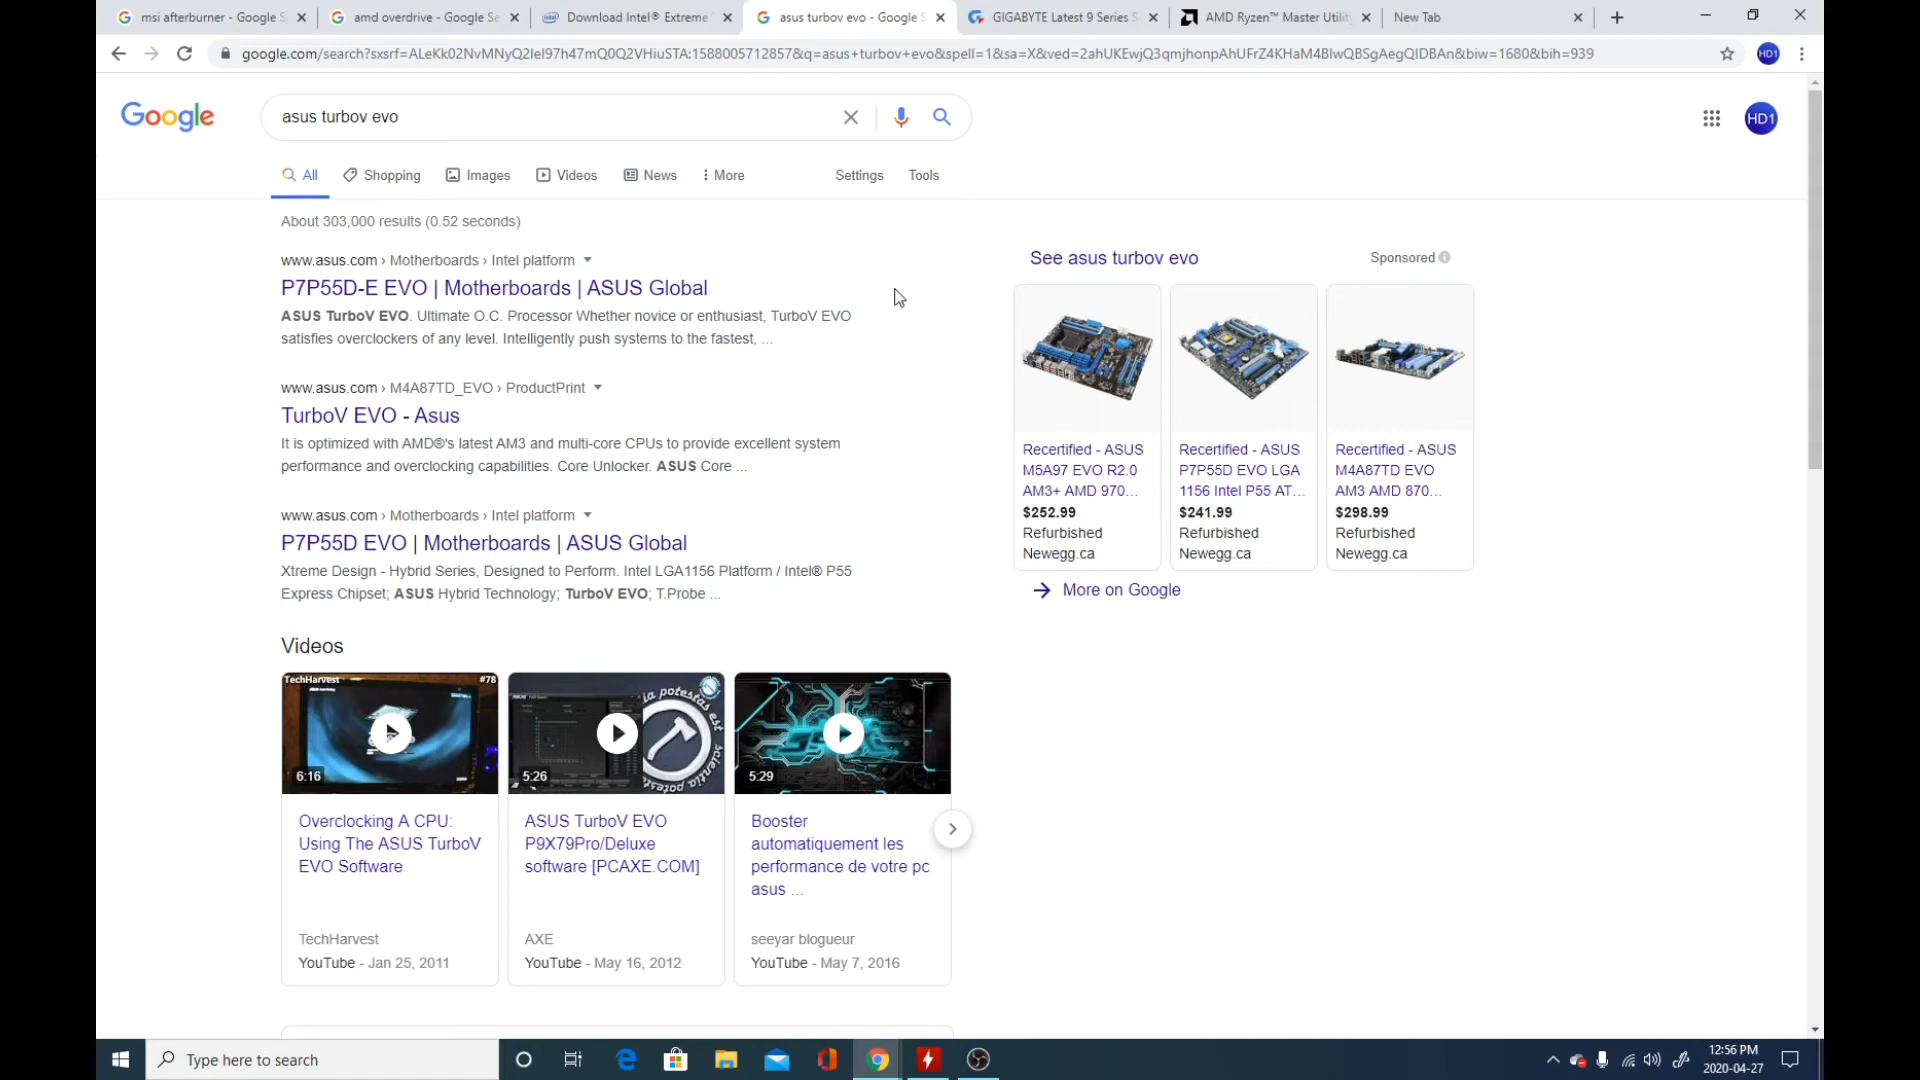 msi afterburner - Google S
amd overdrive - Google Se
Download Intel® Extreme
asus turbov evo - Google S
GIGABYTE Latest 9 Series S
AMD Ryzen™ Master Utility
New Tab
google.com/search?sxsrf=ALeKk02NvMNyQ2lel97h47mQ0Q2VHiuSTA:1588005712857&q=asus+turbov+evo&spell=1&sa=X&ved=2ahUKEwjQ3qmjhonpAhUFrZ4KHaM4BlwQBSgAegQIDBAn&biw=1680&bih=939
HD1
Google
asus turbov evo
HD1
All
Shopping
Images
Videos
News
More
Settings
Tools
About 303,000 results (0.52 seconds)
www.asus.com › Motherboards › Intel platform
P7P55D-E EVO | Motherboards | ASUS Global
ASUS TurboV EVO. Ultimate O.C. Processor Whether novice or enthusiast, TurboV EVO
satisfies overclockers of any level. Intelligently push systems to the fastest, ...
www.asus.com › M4A87TD_EVO › ProductPrint
TurboV EVO - Asus
It is optimized with AMD®'s latest AM3 and multi-core CPUs to provide excellent system
performance and overclocking capabilities. Core Unlocker. ASUS Core ...
www.asus.com › Motherboards › Intel platform
P7P55D EVO | Motherboards | ASUS Global
Xtreme Design - Hybrid Series, Designed to Perform. Intel LGA1156 Platform / Intel® P55
Express Chipset; ASUS Hybrid Technology; TurboV EVO; T.Probe ...
See asus turbov evo
Sponsored
Recertified - ASUS
M5A97 EVO R2.0
AM3+ AMD 970...
$252.99
Refurbished
Newegg.ca
Recertified - ASUS
P7P55D EVO LGA
1156 Intel P55 AT...
$241.99
Refurbished
Newegg.ca
Recertified - ASUS
M4A87TD EVO
AM3 AMD 870...
$298.99
Refurbished
Newegg.ca
More on Google
Videos
TechHarvest
#78
6:16
Overclocking A CPU:
Using The ASUS TurboV
EVO Software
TechHarvest
YouTube - Jan 25, 2011
ia potestas est
scientia potest
5:26
ASUS TurboV EVO
P9X79Pro/Deluxe
software [PCAXE.COM]
AXE
YouTube - May 16, 2012
5:29
Booster
automatiquement les
performance de votre pc
asus ...
seeyar blogueur
YouTube - May 7, 2016
Type here to search
12:56 PM
2020-04-27